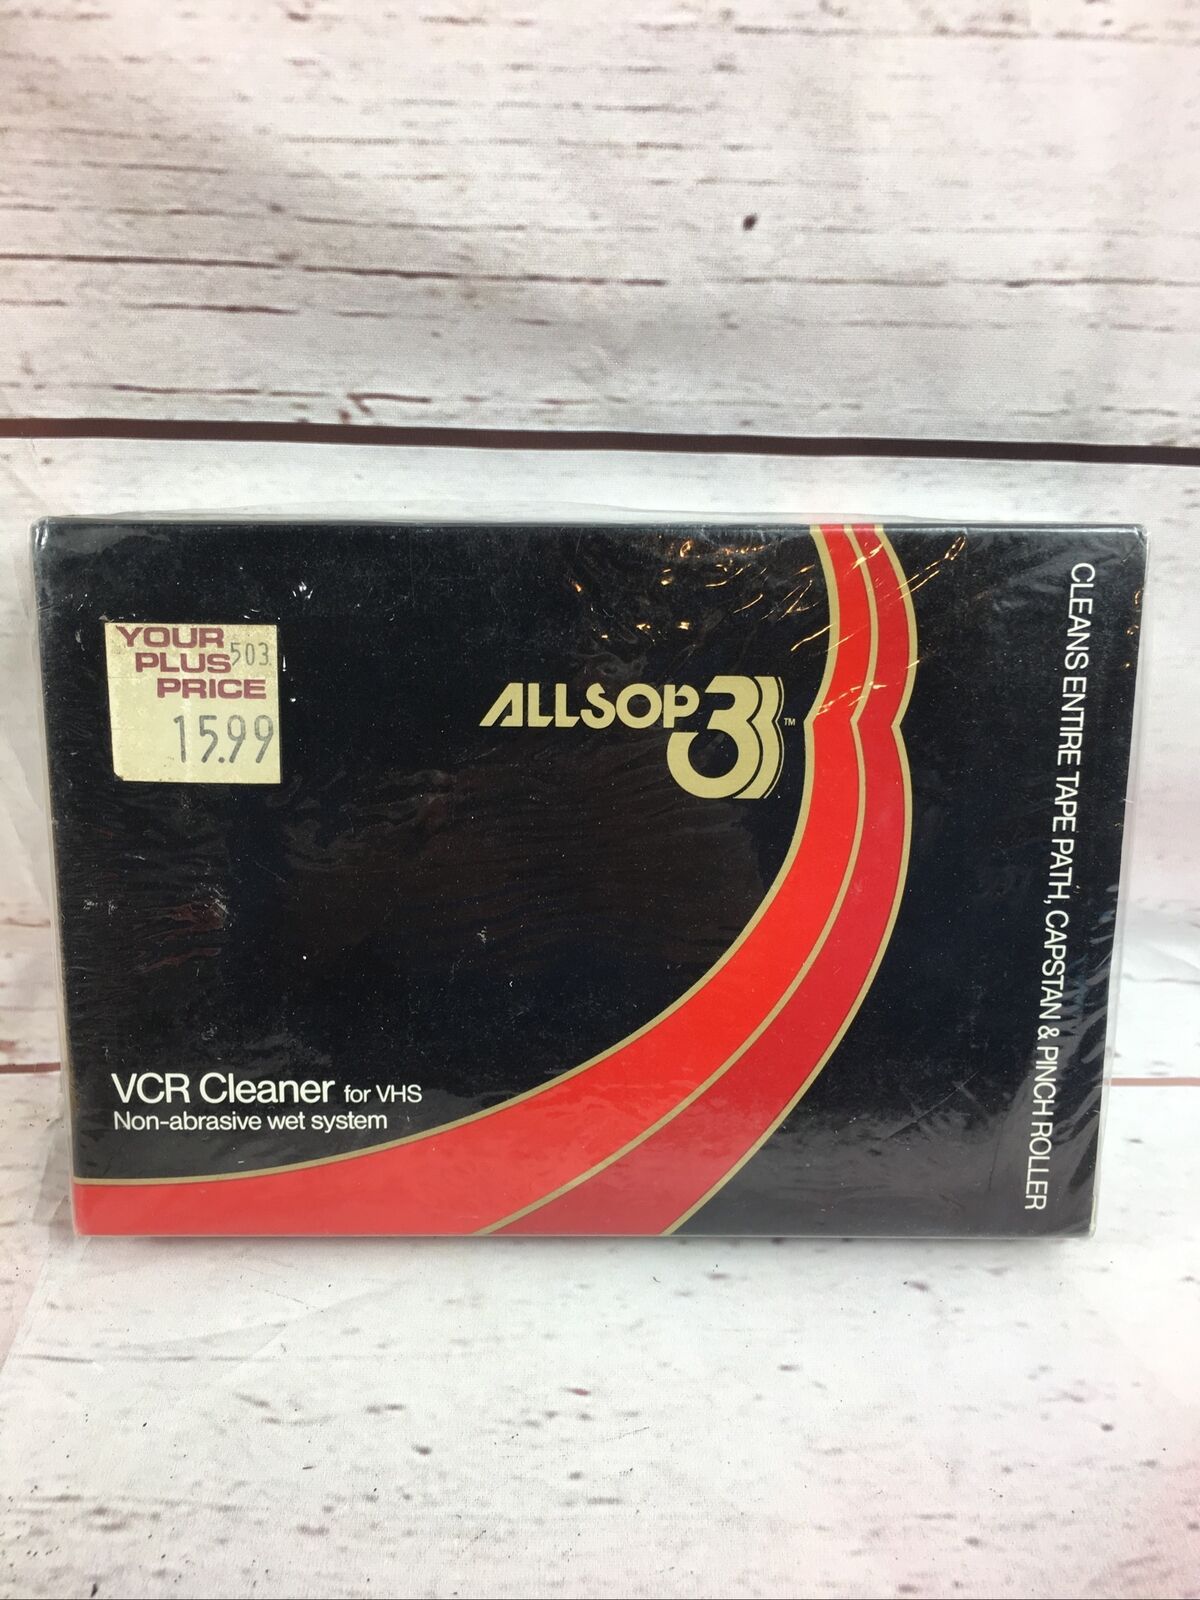 YOUR
PLUS 503
PRICE
15.99
ALLSOP 3 ™
VCR Cleaner for VHS
Non-abrasive wet system
CLEANS ENTIRE TAPE PATH, CAPSTAN & PINCH ROLLER